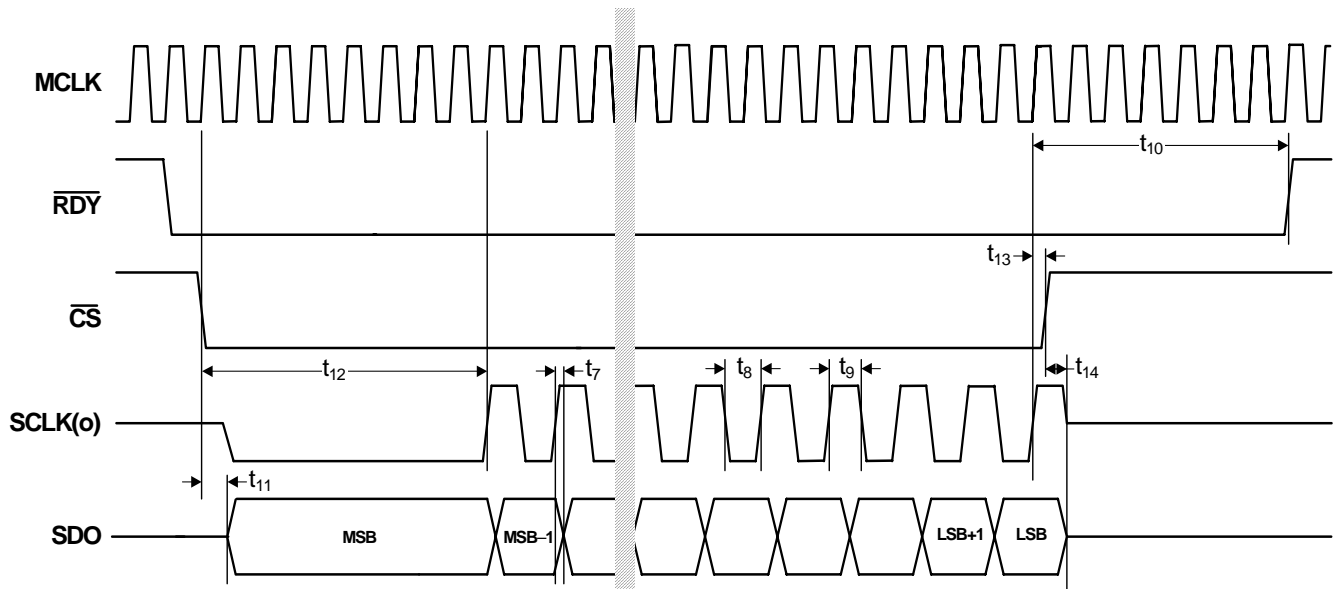 MCLK
t10
RDY
t13
CS
t12
t7
t8
t9
t14
SCLK(o)
t11
SDO
MSB
MSB–1
LSB+1
LSB